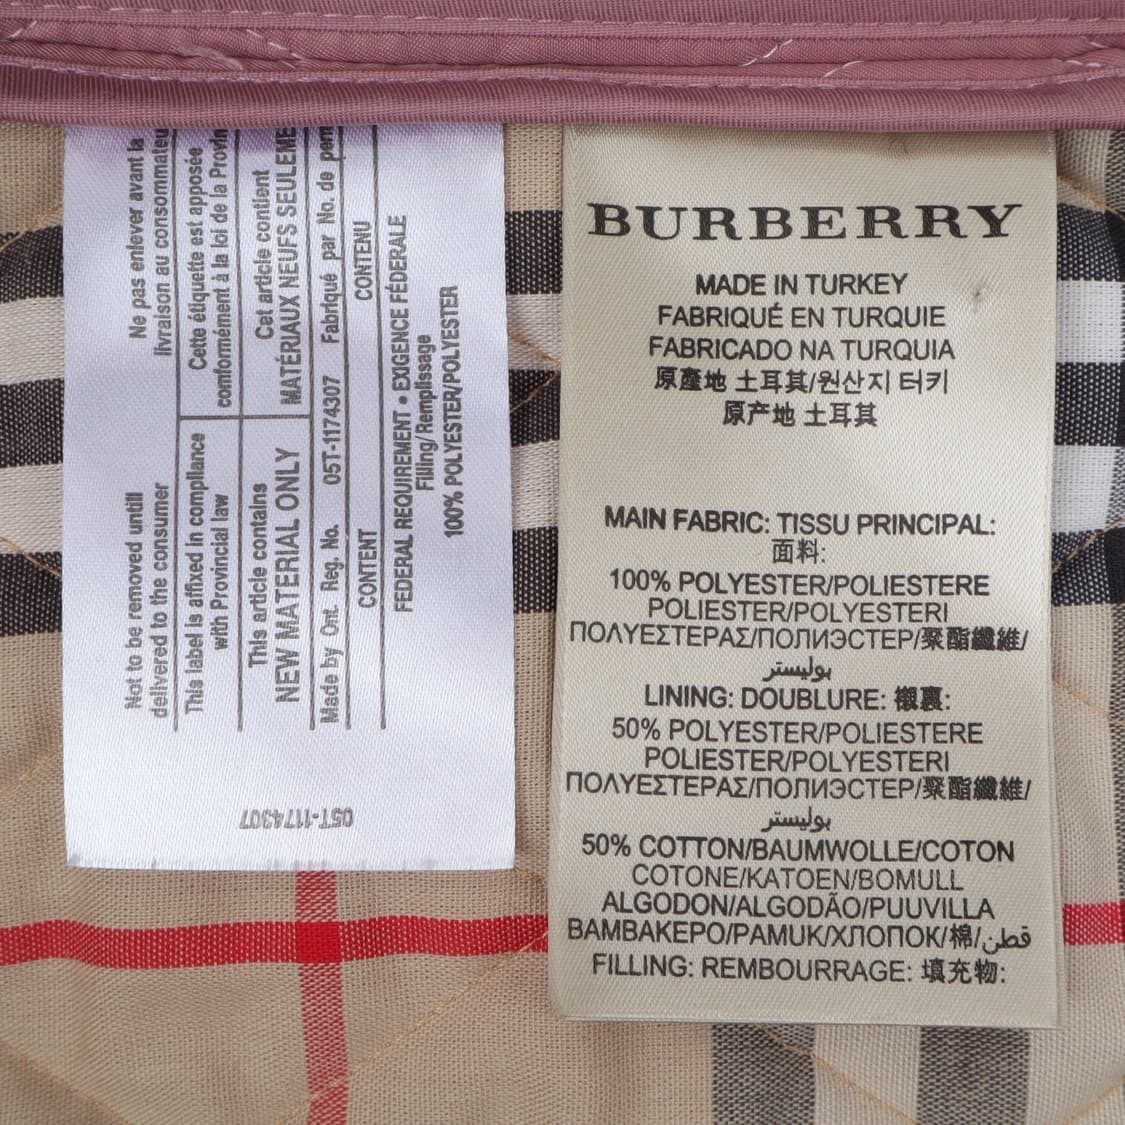 Ne pas enlever avant la
livraison au consommateu
Cette étiquette est apposée
conformément à la loi de la Provin
Cet article contient
MATÉRIAUX NEUFS SEULEME
Fabriqué par No. de perm
CONTENU
Not to be removed untill
delivered to the consumer
This label is affixed in compliance
with Provincial law
This article contains
NEW MATERIAL ONLY
Made by Ont. Reg. No. 05T-1174307
CONTENT
FEDERAL REQUIREMENT • EXIGENCE FÉDERALE
Filling/Remplissage
100% POLYESTER/POLYESTER
05T-1174307
BURBERRY
MADE IN TURKEY
FABRIQUÉ EN TURQUIE
FABRICADO NA TURQUIA
原產地 土耳其/원산지 터키
原产地 土耳其
MAIN FABRIC: TISSU PRINCIPAL:
面料:
100% POLYESTER/POLIESTERE
POLIESTER/POLYESTERI
ΠΟΛΥΕΣΤΕΡΑΣ/ПОЛИЭСТЕР/聚酯纖維/
بوليستر
LINING: DOUBLURE: 襯裏:
50% POLYESTER/POLIESTERE
POLIESTER/POLYESTERI
ΠΟΛΥΕΣΤΕΡΑΣ/ПОЛИЭСТЕР/聚酯纖維/
بوليستر
50% COTTON/BAUMWOLLE/COTON
COTONE/KATOEN/BOMULL
ALGODON/ALGODÃO/PUUVILLA
ΒΑΜΒΑΚΕΡΟ/PAMUK/ХЛОПОК/棉/قطن
FILLING: REMBOURRAGE: 填充物: